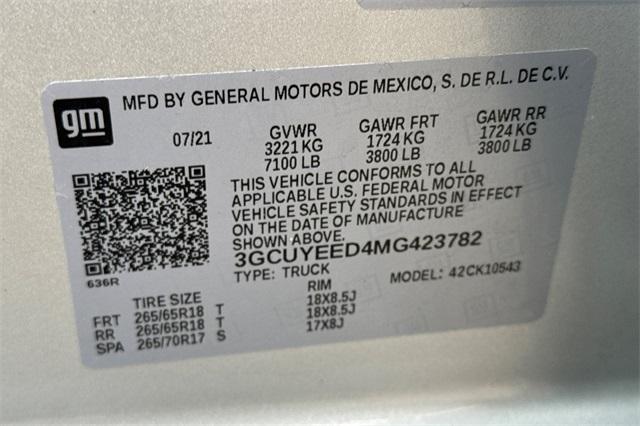 gm MFD BY GENERAL MOTORS DE MEXICO, S. DE R.L. DE C.V.
07/21 GVWR GAWR FRT GAWR RR
3221 KG 1724 KG 1724 KG
7100 LB 3800 LB 3800 LB
THIS VEHICLE CONFORMS TO ALL
APPLICABLE U.S. FEDERAL MOTOR
VEHICLE SAFETY STANDARDS IN EFFECT
ON THE DATE OF MANUFACTURE
SHOWN ABOVE.
3GCUYEED4MG423782
636R TYPE: TRUCK MODEL: 42CK10543
TIRE SIZE RIM
FRT 265/65R18 T 18X8.5J
RR 265/65R18 T 18X8.5J
SPA 265/70R17 S 17X8J